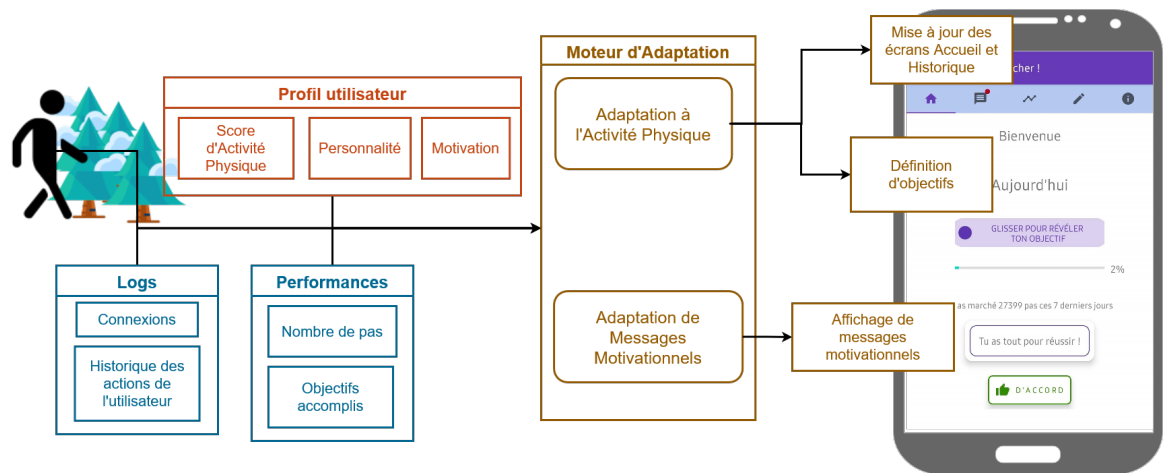 Profil utilisateur
Score
d'Activité
Physique
Personnalité
Motivation
Logs
Connexions
Historique des
actions de
l'utilisateur
Performances
Nombre de pas
Objectifs
accomplis
Moteur d'Adaptation
Adaptation à
l'Activité Physique
Adaptation de
Messages
Motivationnels
Mise à jour des
écrans Accueil et
Historique
Définition
d'objectifs
Affichage de
messages
motivationnels
cher !
Bienvenue
Aujourd'hui
GLISSER POUR RÉVÉLER
TON OBJECTIF
2%
as marché 27399 pas ces 7 derniers jours
Tu as tout pour réussir !
D'ACCORD